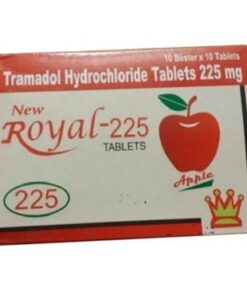 10 Blister x 10 Tablets
Tramadol Hydrochloride Tablets 225 mg
New
Royal-225
TABLETS
225
Apple